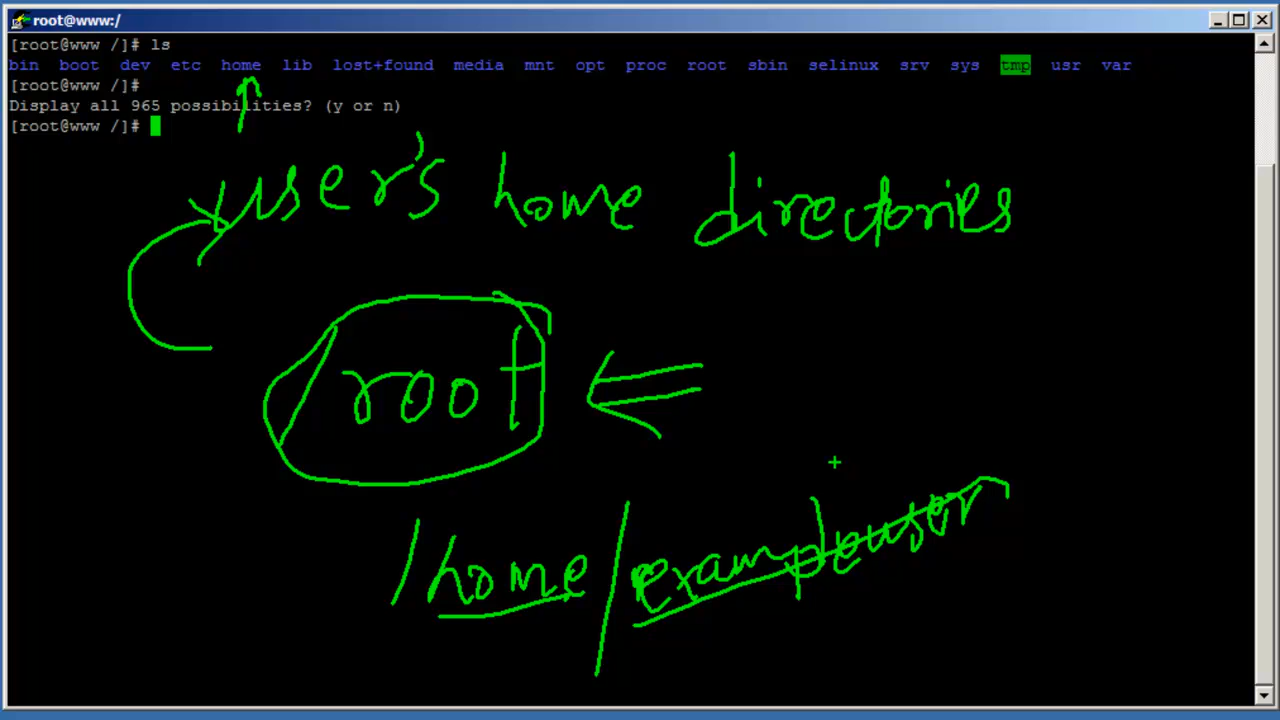 root@www:/
[root@www /]# ls
bin boot dev etc home lib lost+found media mnt opt proc root sbin selinux srv sys tmp usr var
[root@www /]#
Display all 965 possibilities? (y or n)
[root@www /]#
user's home directories
/root
/home/exampleuser